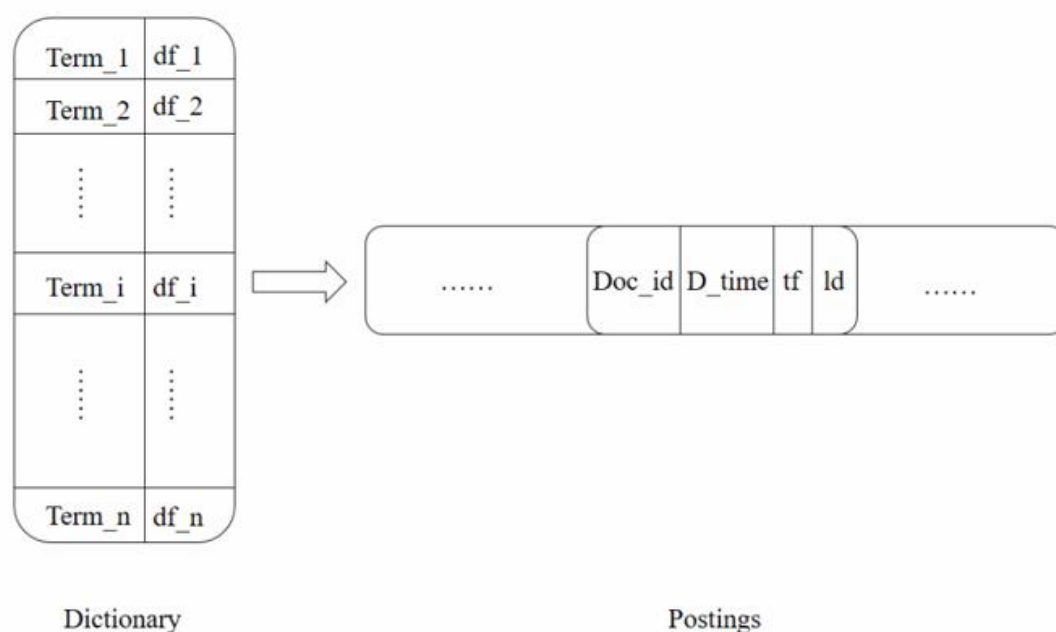 Term_1 df_1
Term_2 df_2
⋮ ⋮
Term_i df_i
...... Doc_id D_time tf ld ......
⋮ ⋮
Term_n df_n
Dictionary Postings